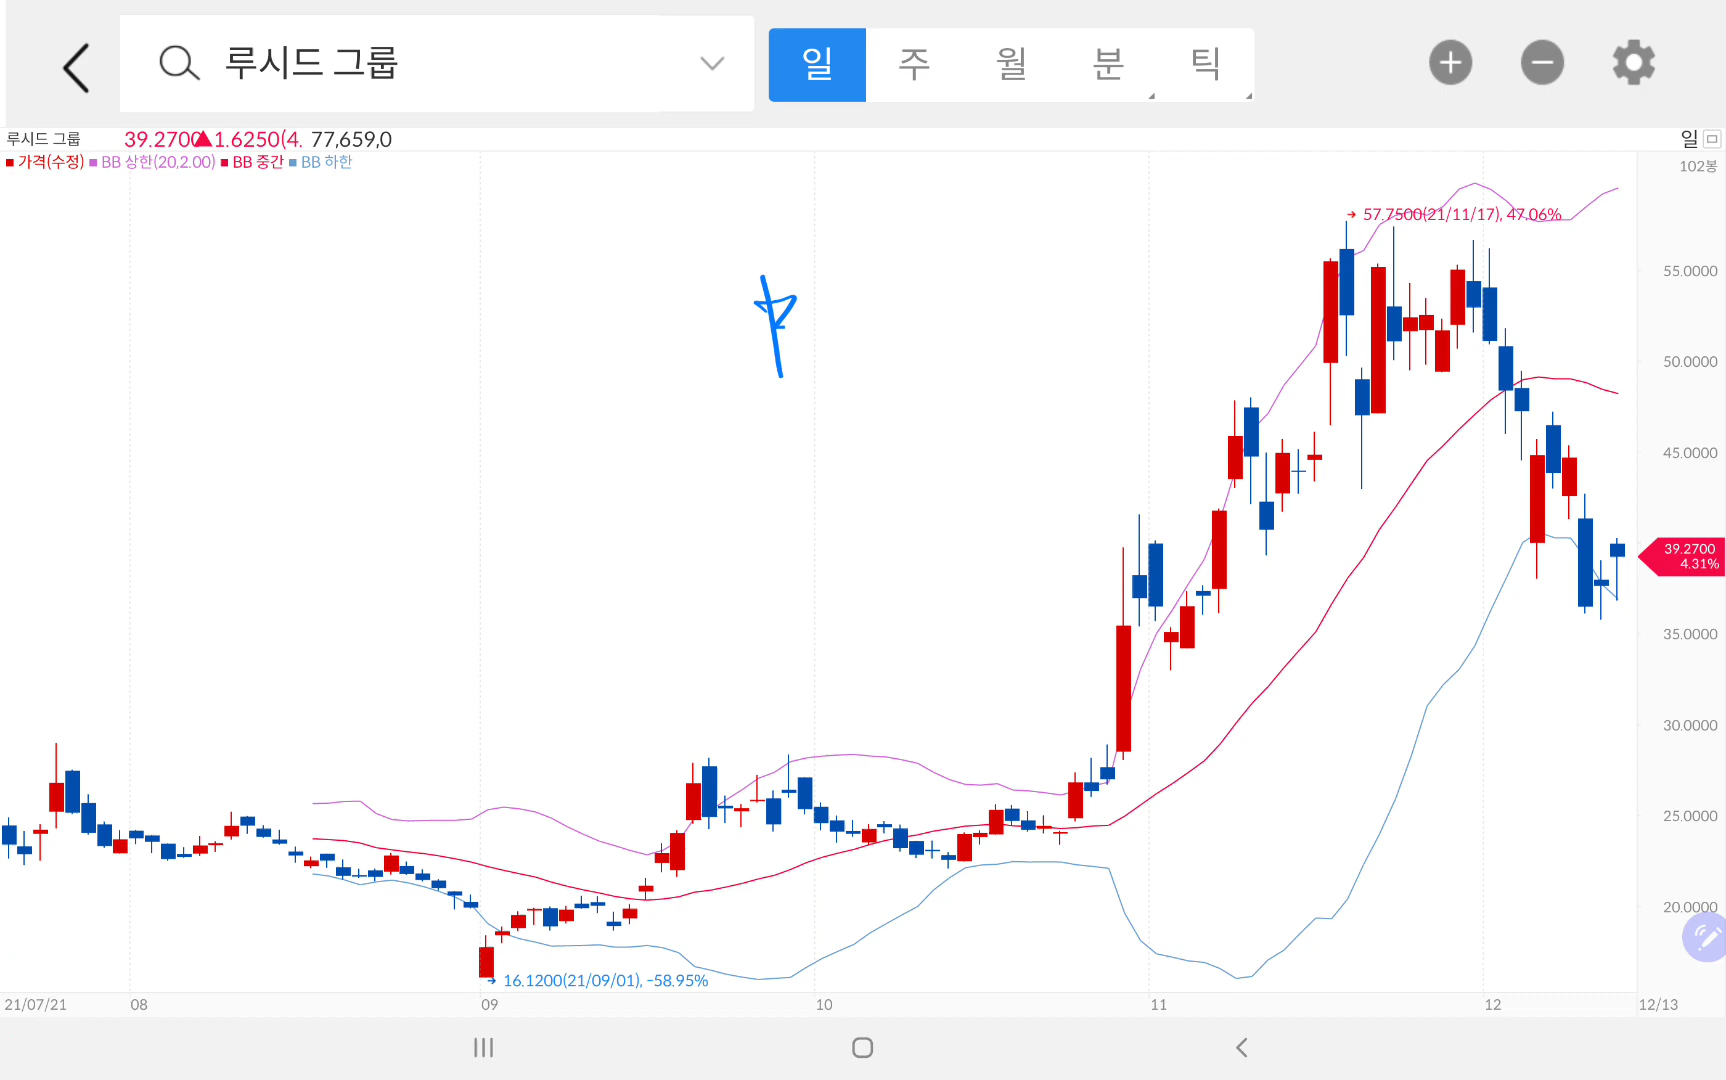 루시드 그룹
일 주 월 분 틱
루시드 그룹 39.2700▲1.6250(4. 77,659,0 일
■가격(수정) ■BB 상한(20,2.00) ■BB 중간 ■BB 하한
102봉
57.7500(21/11/17), 47.06%
55.0000
50.0000
45.0000
39.2700
4.31%
35.0000
30.0000
25.0000
20.0000
16.1200(21/09/01), -58.95%
21/07/21 08 09 10 11 12 12/13